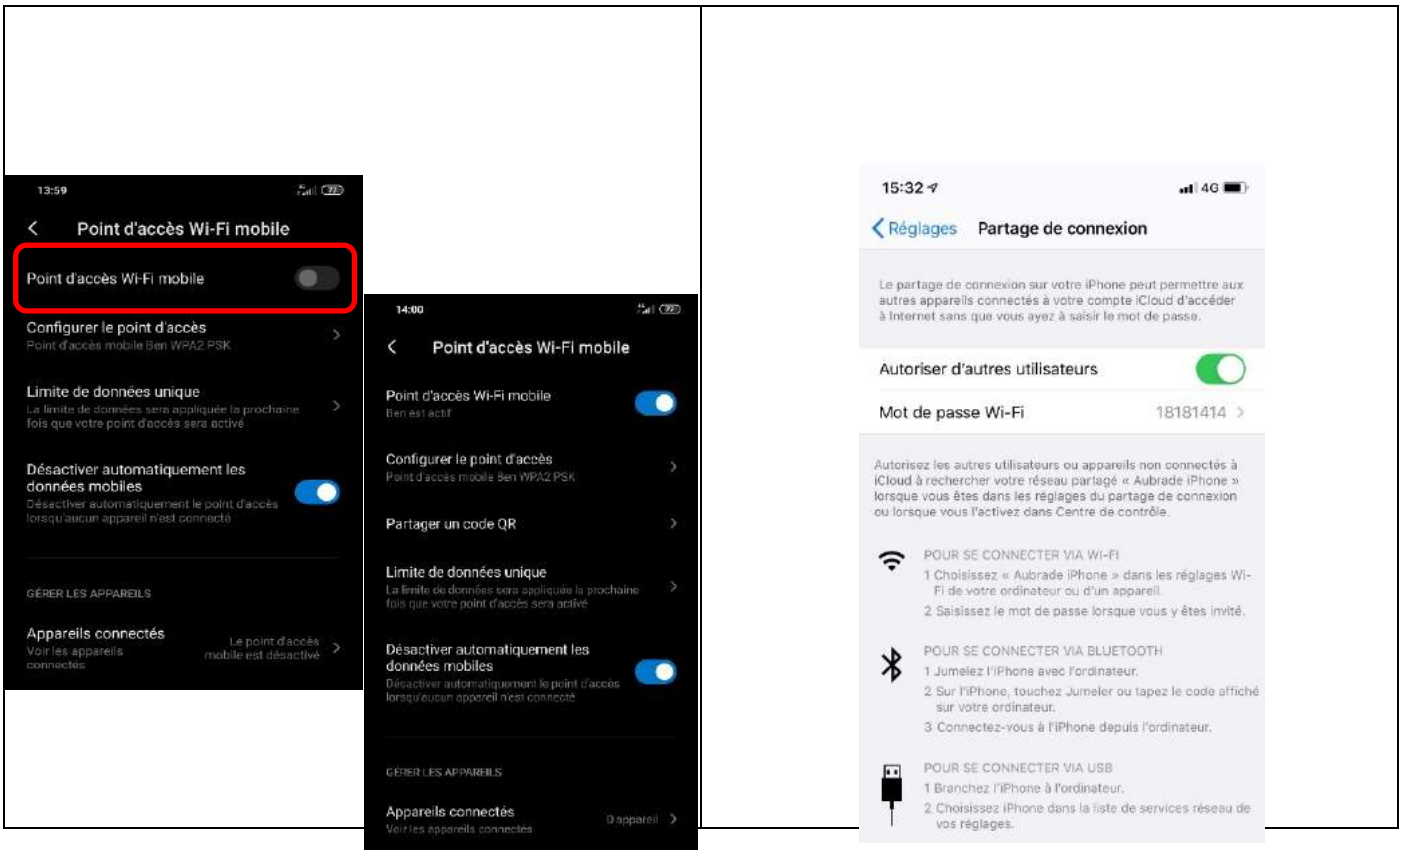 13:59
22
Point d'accès Wi-Fi mobile
Point d'accès Wi-Fi mobile
Configurer le point d'accès
Point d'accès mobile Ben WPA2 PSK
Limite de données unique
La limite de données sera appliquée la prochaine
fois que votre point d'accès sera activé
Désactiver automatiquement les
données mobiles
Désactiver automatiquement le point d'accès
lorsqu'aucun appareil n'est connecté
GÉRER LES APPAREILS
Appareils connectés
Voir les appareils
connectés
Le point d'accès
mobile est désactivé
14:00
22
Point d'accès Wi-Fi mobile
Point d'accès Wi-Fi mobile
Ben est actif
Configurer le point d'accès
Point d'accès mobile Ben WPA2 PSK
Partager un code QR
Limite de données unique
La limite de données sera appliquée la prochaine
fois que votre point d'accès sera activé
Désactiver automatiquement les
données mobiles
Désactiver automatiquement le point d'accès
lorsqu'aucun appareil n'est connecté
GÉRER LES APPAREILS
Appareils connectés
Voir les appareils connectés
0 appareil
15:32
4G
Réglages Partage de connexion
Le partage de connexion sur votre iPhone peut permettre aux
autres appareils connectés à votre compte iCloud d'accéder
à Internet sans que vous ayez à saisir le mot de passe.
Autoriser d'autres utilisateurs
Mot de passe Wi-Fi 18181414
Autorisez les autres utilisateurs ou appareils non connectés à
iCloud à rechercher votre réseau partagé « Aubrade iPhone »
lorsque vous êtes dans les réglages du partage de connexion
ou lorsque vous l'activez dans Centre de contrôle.
POUR SE CONNECTER VIA WI-FI
1 Choisissez « Aubrade iPhone » dans les réglages Wi-
Fi de votre ordinateur ou d'un appareil.
2 Saisissez le mot de passe lorsque vous y êtes invité.
POUR SE CONNECTER VIA BLUETOOTH
1 Jumelez l'iPhone avec l'ordinateur.
2 Sur l'iPhone, touchez Jumeler ou tapez le code affiché
sur votre ordinateur.
3 Connectez-vous à l'iPhone depuis l'ordinateur.
POUR SE CONNECTER VIA USB
1 Branchez l'iPhone à l'ordinateur.
2 Choisissez iPhone dans la liste de services réseau de
vos réglages.